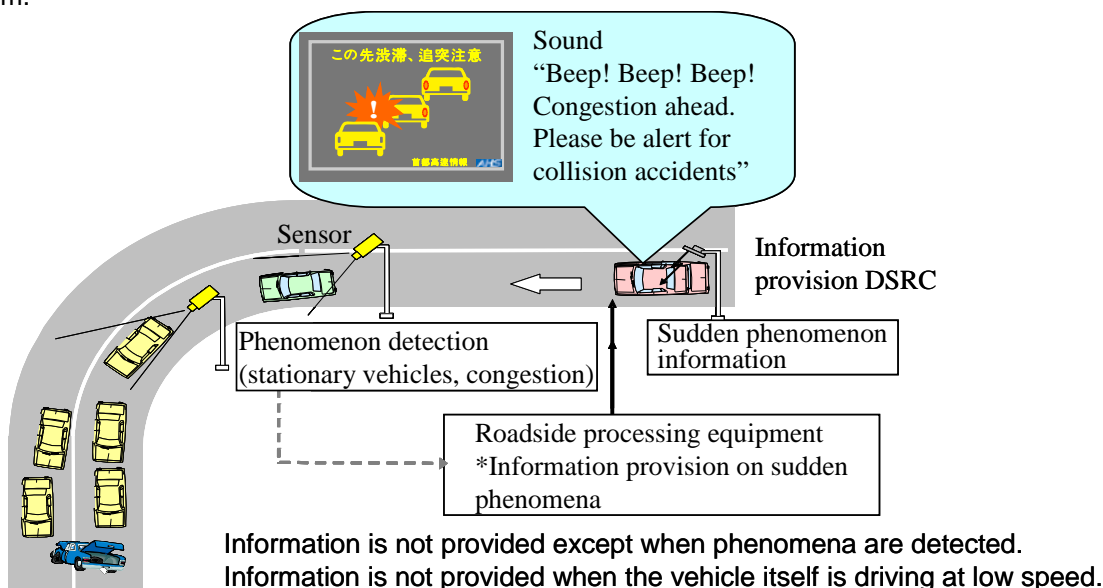 m.
この先渋滞、追突注意
首都高速情報 AHS
Sound
“Beep! Beep! Beep!
Congestion ahead.
Please be alert for
collision accidents”
Sensor
Information
provision DSRC
Phenomenon detection
(stationary vehicles, congestion)
Sudden phenomenon
information
Roadside processing equipment
*Information provision on sudden
phenomena
Information is not provided except when phenomena are detected.
Information is not provided when the vehicle itself is driving at low speed.